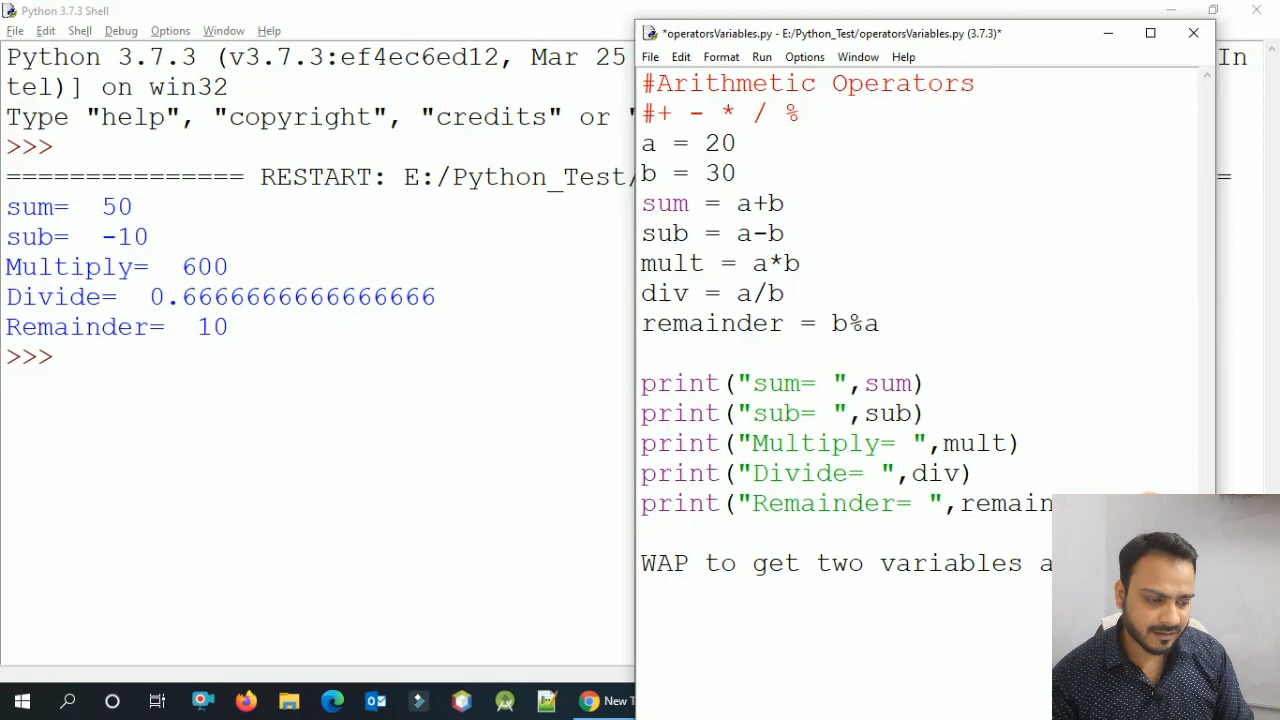 Python 3.7.3 Shell
File Edit Shell Debug Options Window Help
Python 3.7.3 (v3.7.3:ef4ec6ed12, Mar 25
In
tel)] on win32
Type "help", "copyright", "credits" or "
>>>
=============== RESTART: E:/Python_Test/
=
sum=  50
sub=  -10
Multiply=  600
Divide=  0.6666666666666666
Remainder=  10
>>>
*operatorsVariables.py - E:/Python_Test/operatorsVariables.py (3.7.3)*
File Edit Format Run Options Window Help
#Arithmetic Operators
#+ - * / %
a = 20
b = 30
sum = a+b
sub = a-b
mult = a*b
div = a/b
remainder = b%a
print("sum= ",sum)
print("sub= ",sub)
print("Multiply= ",mult)
print("Divide= ",div)
print("Remainder= ",remain
WAP to get two variables a
New T